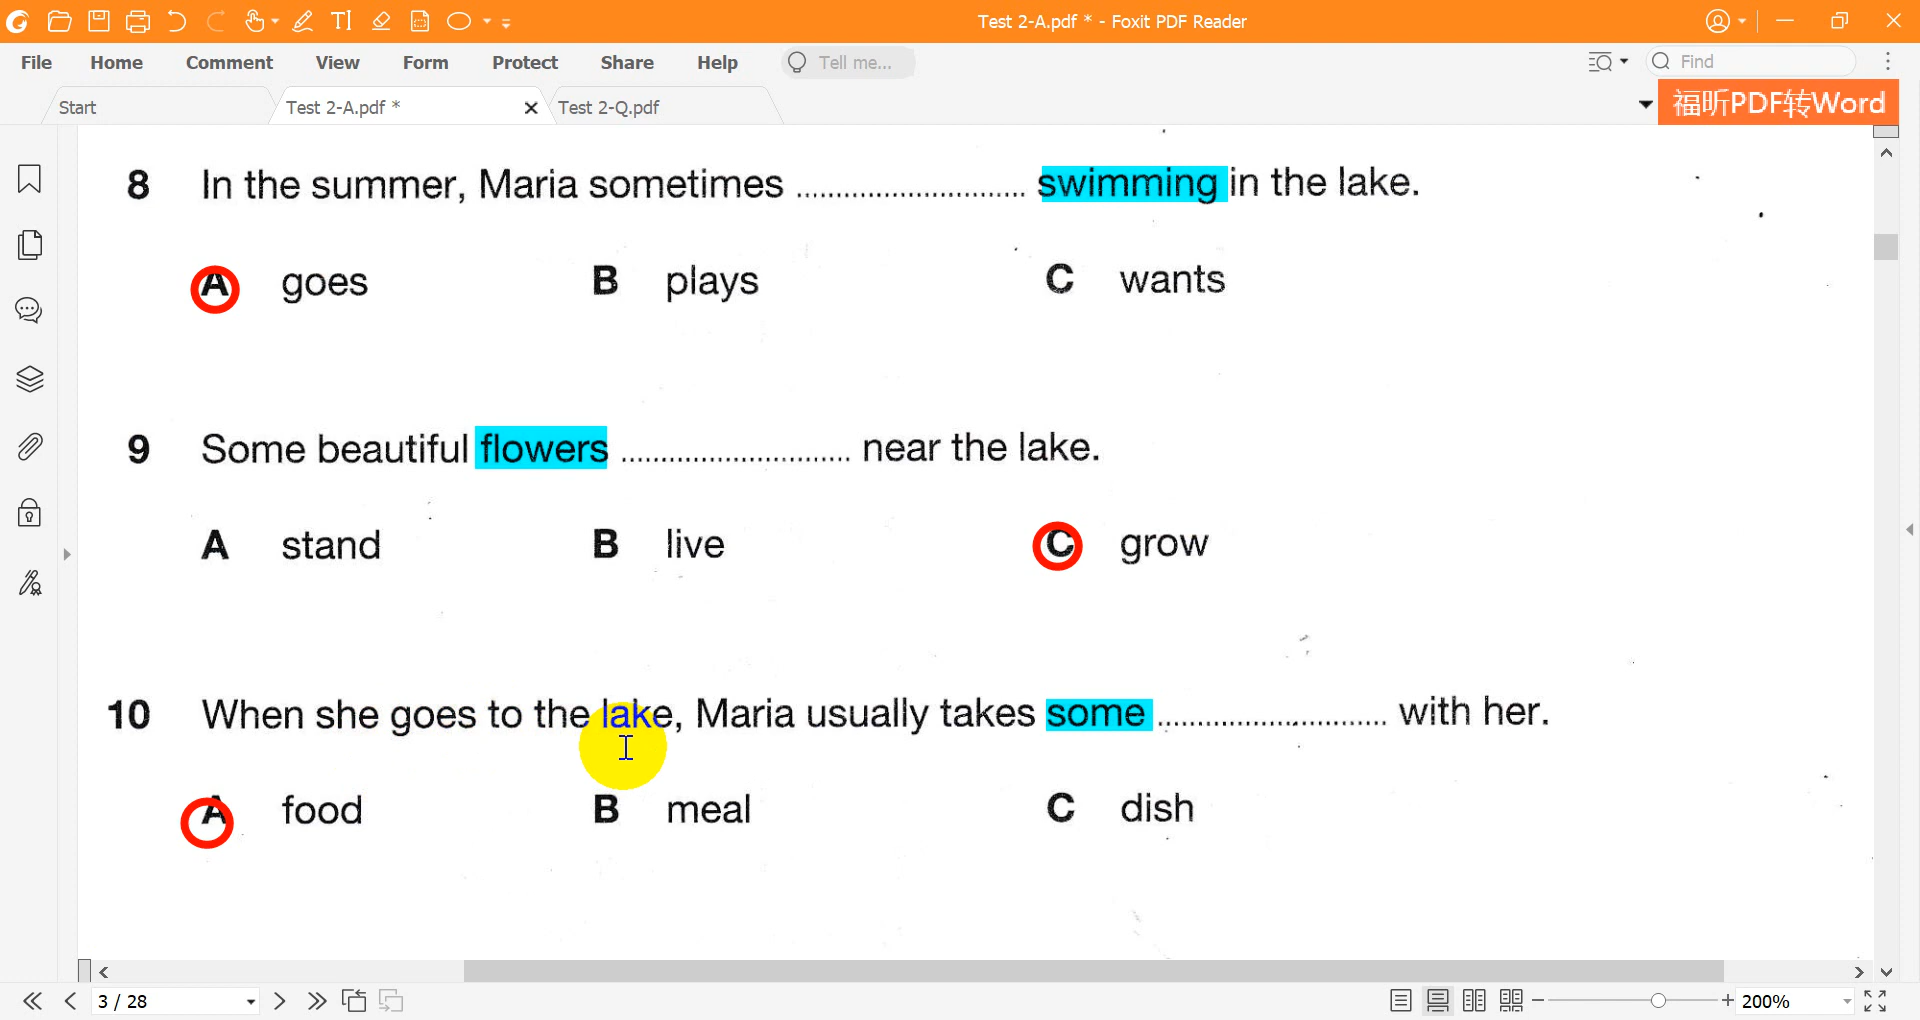 Test 2-A.pdf * - Foxit PDF Reader
File Home Comment View Form Protect Share Help Tell me... Find
Start Test 2-A.pdf * Test 2-Q.pdf 福昕PDF转Word
8 In the summer, Maria sometimes ............................ swimming in the lake.
A goes B plays C wants
9 Some beautiful flowers ............................ near the lake.
A stand B live C grow
10 When she goes to the lake, Maria usually takes some ............................ with her.
A food B meal C dish
3 / 28 200%